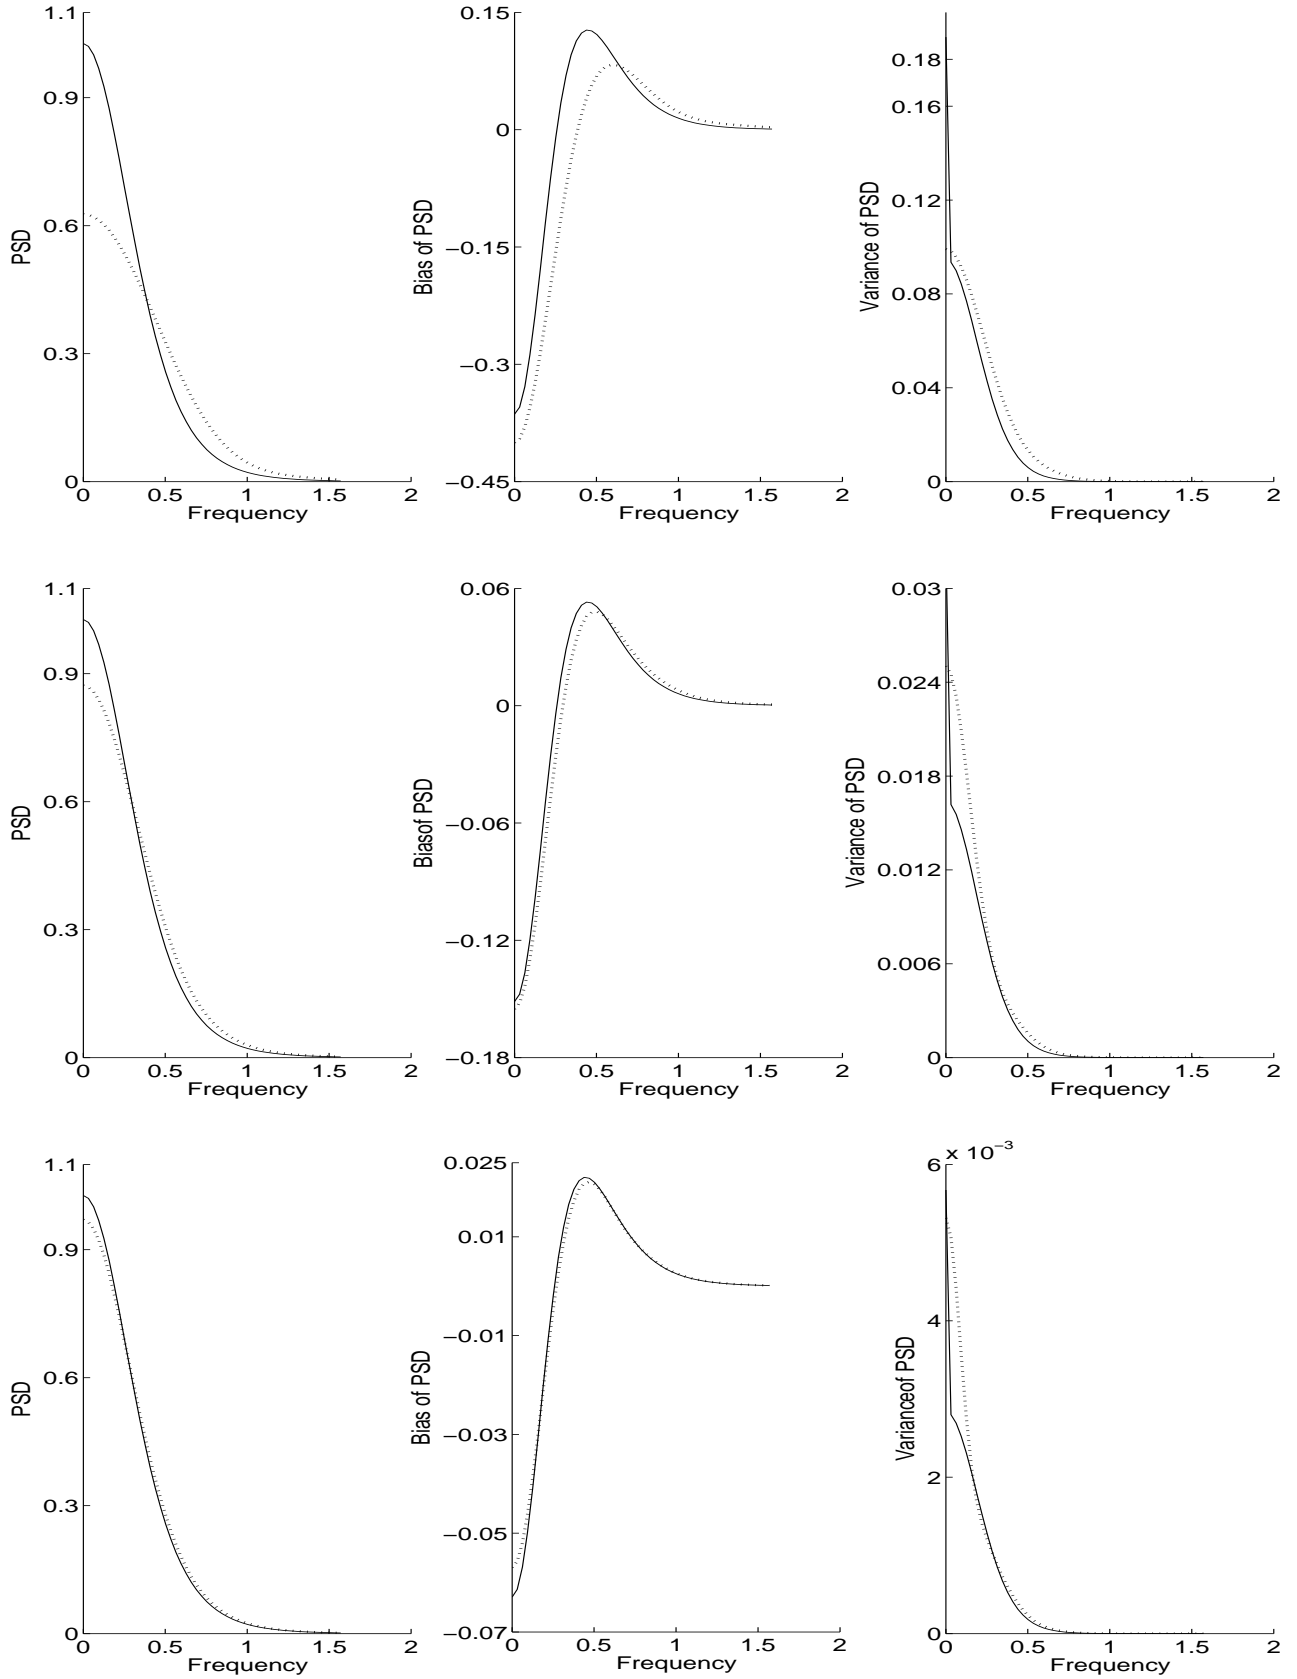 1.1
0.9
0.6
0.3
0
PSD
0 0.5 1 1.5 2
Frequency
0.15
0
−0.15
−0.3
−0.45
Bias of PSD
0 0.5 1 1.5 2
Frequency
0.18
0.16
0.12
0.08
0.04
0
Variance of PSD
0 0.5 1 1.5 2
Frequency
1.1
0.9
0.6
0.3
0
PSD
0 0.5 1 1.5 2
Frequency
0.06
0
−0.06
−0.12
−0.18
Biasof PSD
0 0.5 1 1.5 2
Frequency
0.03
0.024
0.018
0.012
0.006
0
Variance of PSD
0 0.5 1 1.5 2
Frequency
1.1
0.9
0.6
0.3
0
PSD
0 0.5 1 1.5 2
Frequency
0.025
0.01
−0.01
−0.03
−0.05
−0.07
Bias of PSD
0 0.5 1 1.5 2
Frequency
x 10⁻³
6
4
2
0
Varianceof PSD
0 0.5 1 1.5 2
Frequency